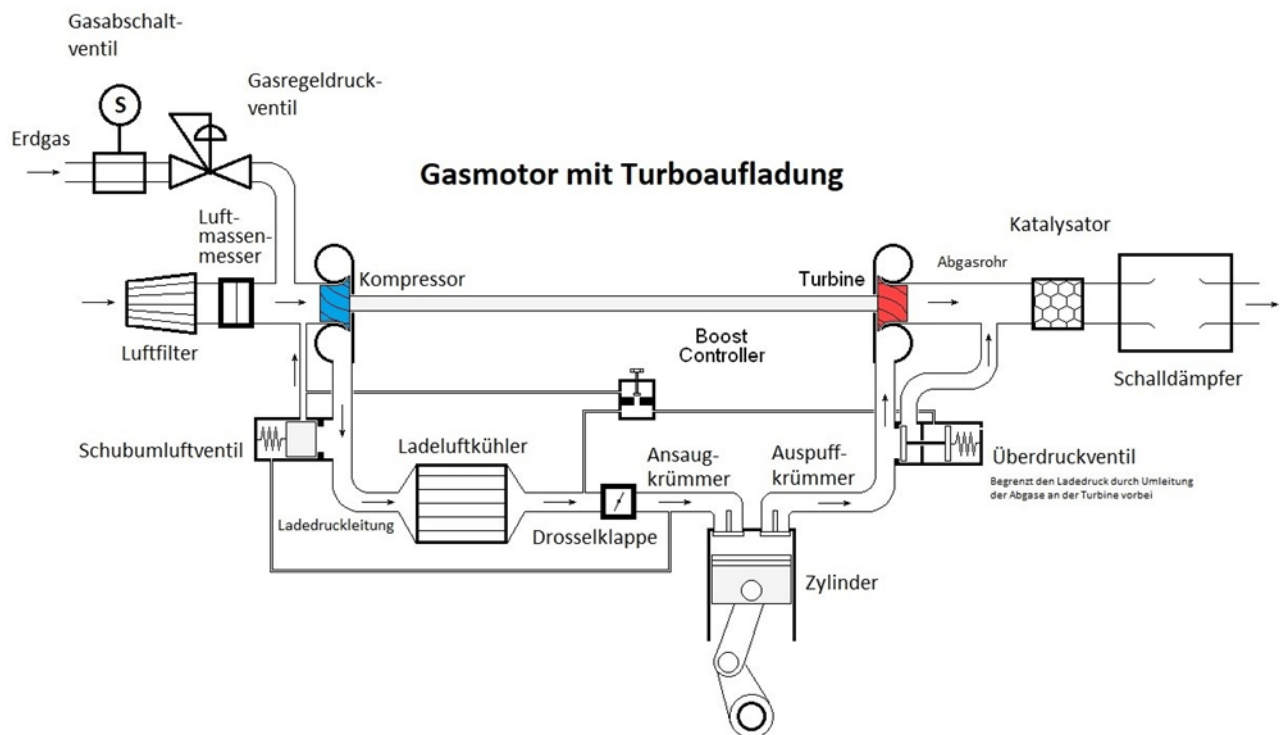 Gasabschalt-
ventil
S
Gasregeldruck-
ventil
Erdgas
Gasmotor mit Turboaufladung
Luft-
massen-
messer
Katalysator
Kompressor
Turbine
Abgasrohr
Luftfilter
Boost
Controller
Schalldämpfer
Schubumluftventil
Ladeluftkühler
Ansaug-
krümmer
Auspuff-
krümmer
Überdruckventil
Begrenzt den Ladedruck durch Umleitung
der Abgase an der Turbine vorbei
Ladedruckleitung
Drosselklappe
Zylinder